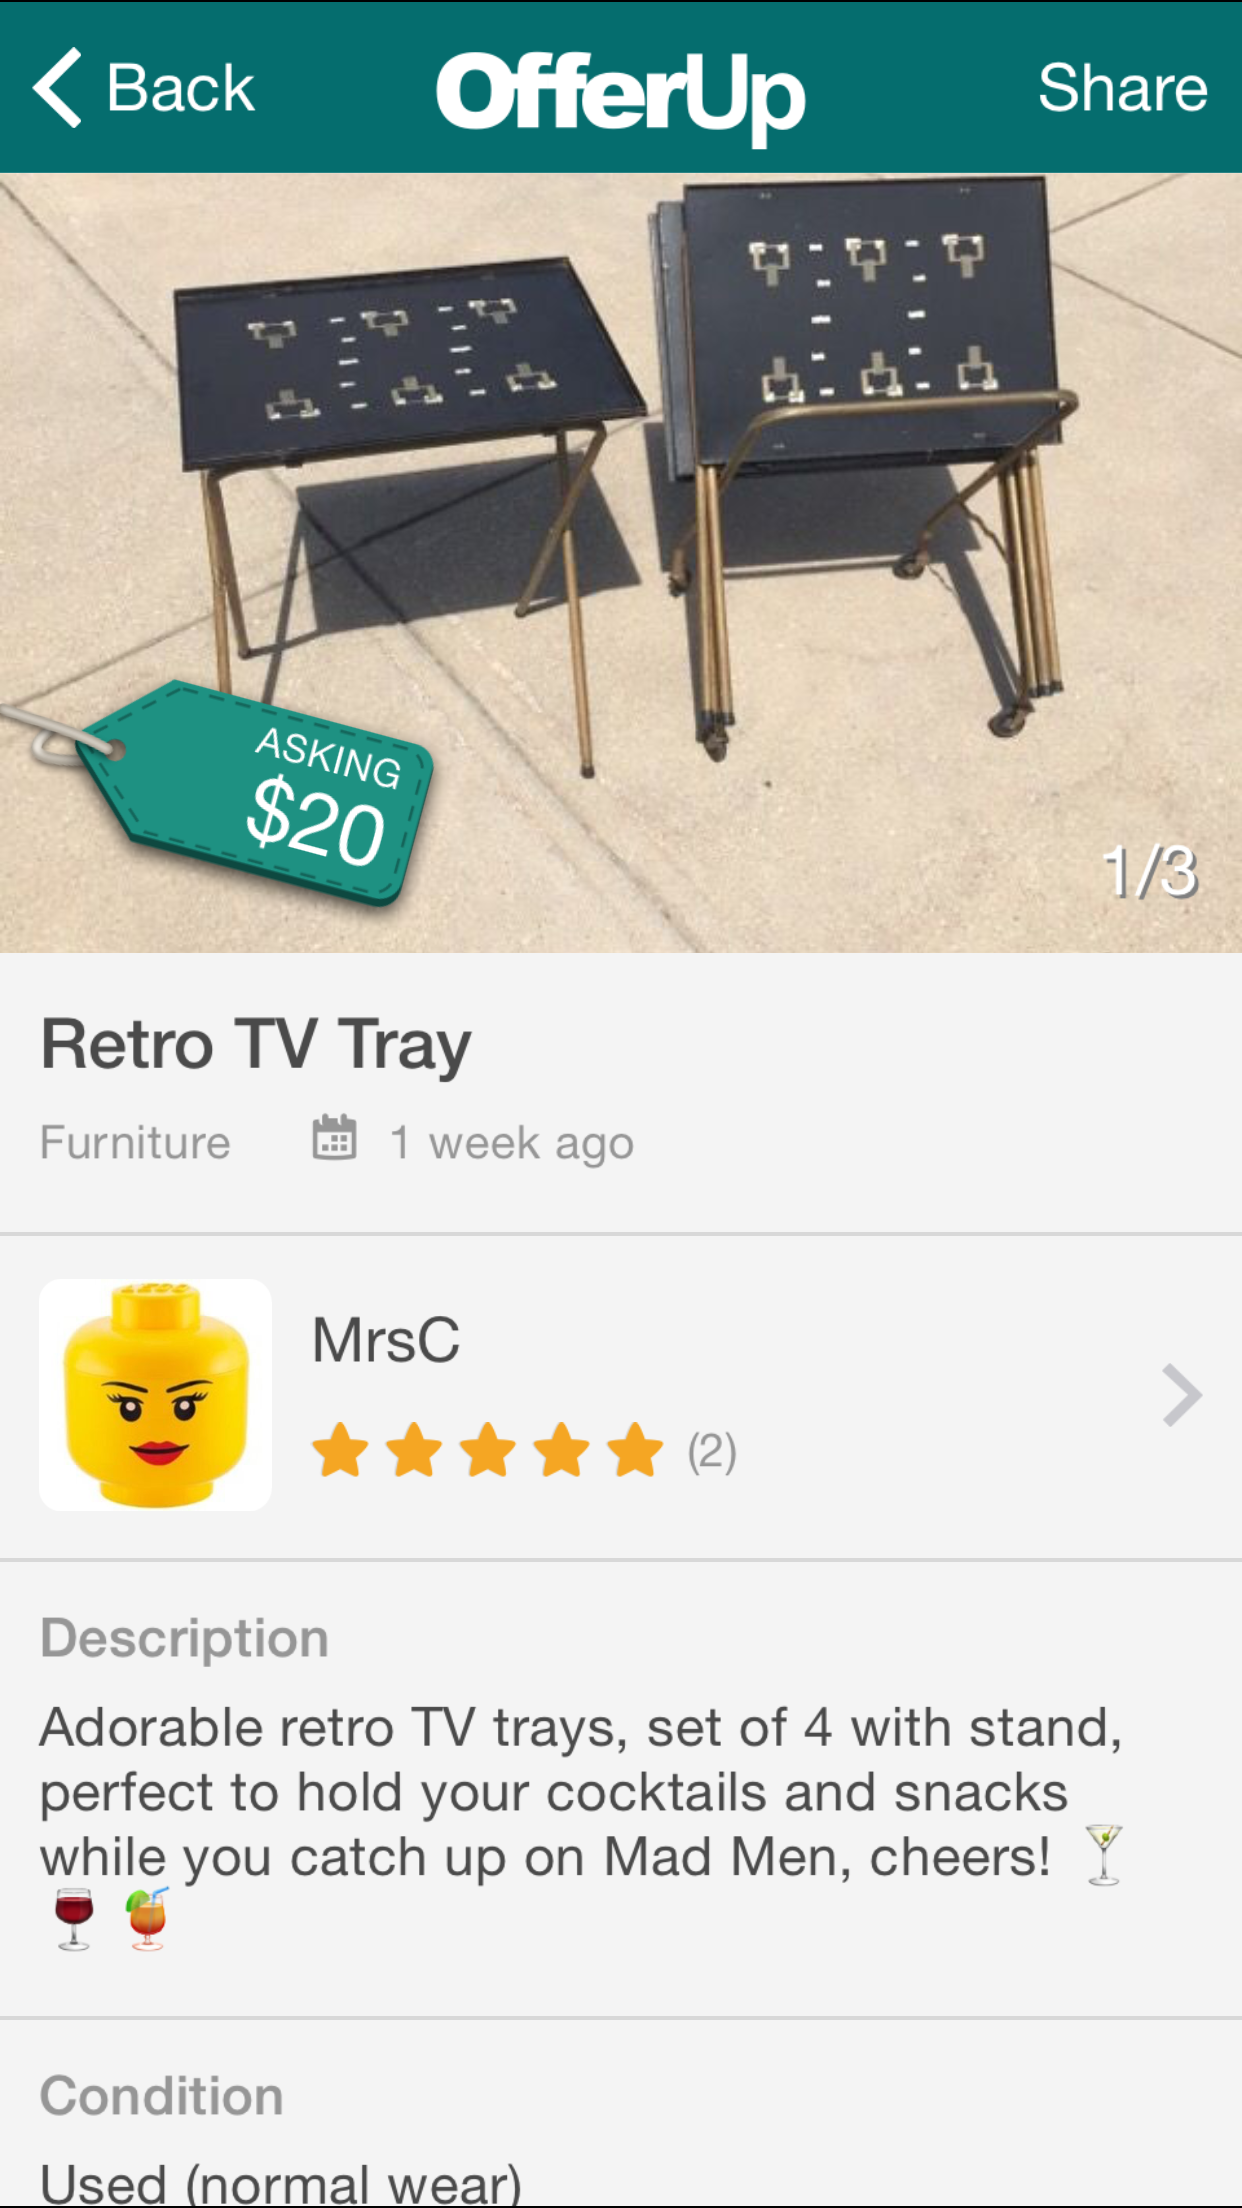 Back
OfferUp
Share
ASKING
$20
1/3
Retro TV Tray
Furniture
1 week ago
MrsC
(2)
Description
Adorable retro TV trays, set of 4 with stand,
perfect to hold your cocktails and snacks
while you catch up on Mad Men, cheers! 🍸
🍷 🍹
Condition
Used (normal wear)